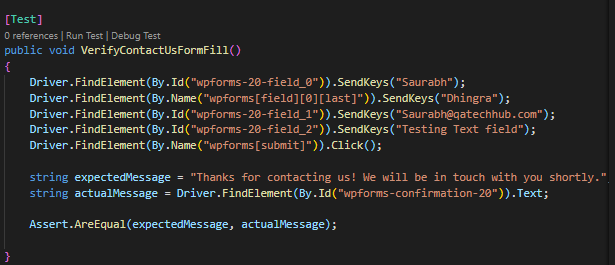 [Test]
0 references | Run Test | Debug Test
public void VerifyContactUsFormFill()
{
Driver.FindElement(By.Id("wpforms-20-field_0")).SendKeys("Saurabh");
Driver.FindElement(By.Name("wpforms[field][0][last]")).SendKeys("Dhingra");
Driver.FindElement(By.Id("wpforms-20-field_1")).SendKeys("Saurabh@qatechhub.com");
Driver.FindElement(By.Id("wpforms-20-field_2")).SendKeys("Testing Text field");
Driver.FindElement(By.Name("wpforms[submit]")).Click();
string expectedMessage = "Thanks for contacting us! We will be in touch with you shortly.";
string actualMessage = Driver.FindElement(By.Id("wpforms-confirmation-20")).Text;
Assert.AreEqual(expectedMessage, actualMessage);
}